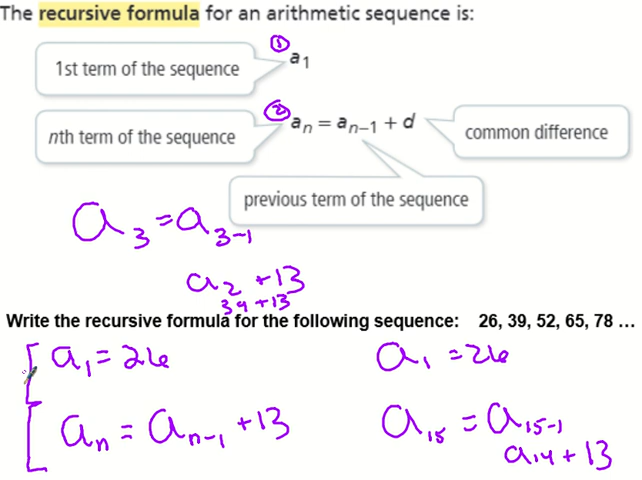 The recursive formula for an arithmetic sequence is:
①
a₁
1st term of the sequence
②
aₙ = aₙ₋₁ + d
nth term of the sequence
common difference
previous term of the sequence
a₃ = a₃₋₁
a₂ + 13
39 + 13
Write the recursive formula for the following sequence: 26, 39, 52, 65, 78 ...
a₁ = 26
a₁ = 26
aₙ = aₙ₋₁ + 13
a₁₅ = a₁₅₋₁
a₁₄ + 13